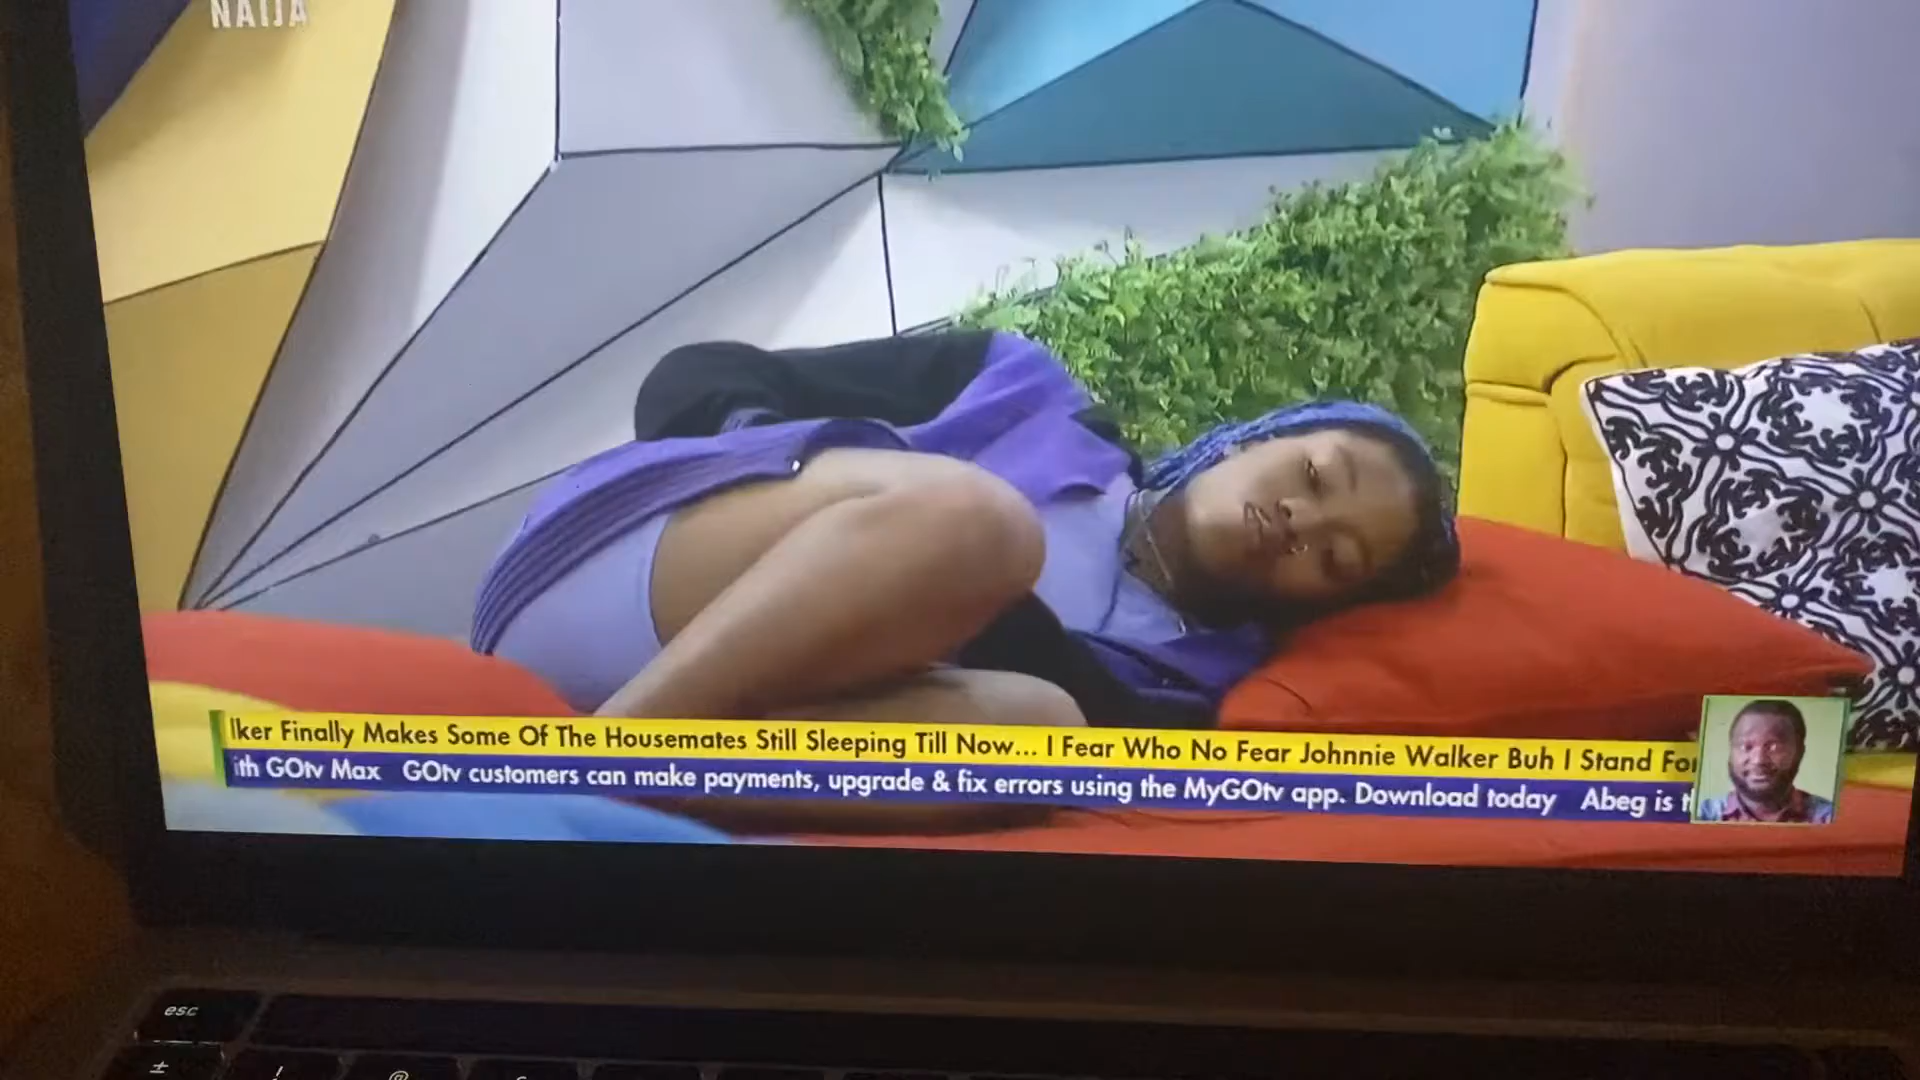 NAIJA
lker Finally Makes Some Of The Housemates Still Sleeping Till Now... I Fear Who No Fear Johnnie Walker Buh I Stand For
ith GOtv Max GOtv customers can make payments, upgrade & fix errors using the MyGOtv app. Download today Abeg is t
esc
± ! @